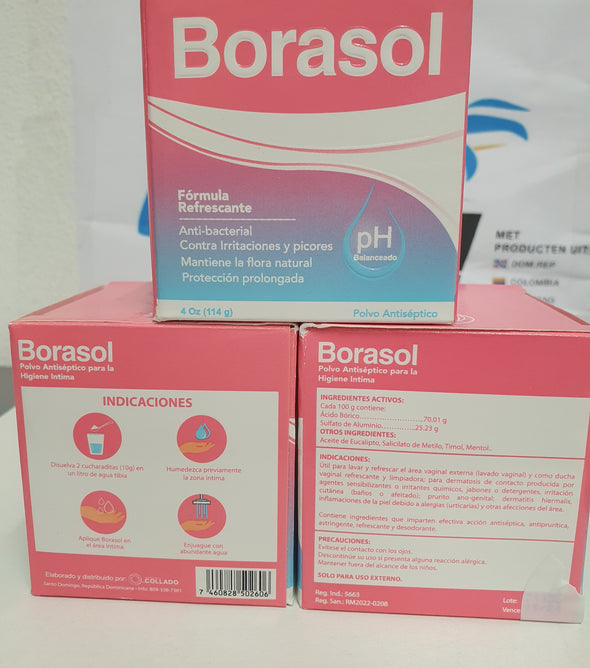 Borasol
Fórmula
Refrescante
Anti-bacterial
Contra Irritaciones y picores
Mantiene la flora natural
Protección prolongada
pH
Balanceado
4 Oz (114 g)
Polvo Antiséptico
MET
PRODUCTEN UIT
DOM.REP
COLOMBIA
Borasol
Polvo Antiséptico para la
Higiene Intima
INDICACIONES
Disuelva 2 cucharaditas (10g) en
un litro de agua tibia
Humedezca previamente
la zona intima
Aplique Borasol en
el área intima
Enjuague con
abundante agua
Elaborado y distribuido por:
COLLADO
Santo Domingo, República Dominicana • Info: 809-538-7381
7 460828 502606
Borasol
Polvo Antiséptico para la
Higiene Intima
INGREDIENTES ACTIVOS:
Cada 100 g contiene:
Ácido Bórico............................70,01 g
Sulfato de Aluminio..............25,23 g
OTROS INGREDIENTES:
Aceite de Eucalipto, Salicilato de Metilo, Timol, Mentol.
INDICACIONES:
Útil para lavar y refrescar el área vaginal externa (lavado vaginal) y como ducha
vaginal refrescante y limpiadora; para dermatitis de contacto producida por
agentes sensibilizantes o irritantes químicos, jabones o detergentes, irritación
cutánea (baños o afeitado); prurito ano-genital; dermatitis hiemalis,
inflamaciones de la piel debido a alergias (urticarias) y otras afecciones del área.
Contiene ingredientes que imparten efectiva acción antiséptica, antipruritica,
astringente, refrescante y desodorante.
PRECAUCIONES:
Evítese el contacto con los ojos.
Descontinúe su uso si presenta alguna reacción alérgica.
Mantener fuera del alcance de los niños.
SOLO PARA USO EXTERNO.
Reg. Ind.: 5663
Reg. San.: RM2022-0208
Lote:
Vence